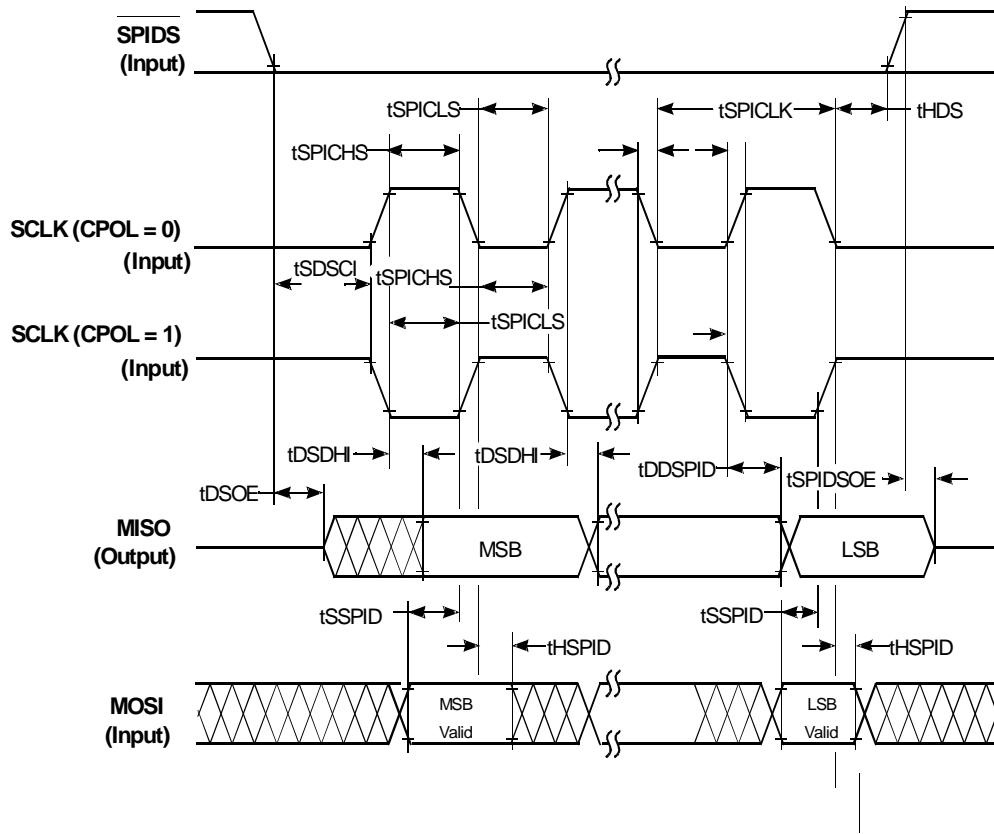 SPIDS
(Input)
tSPICLS
tSPICLK
tHDS
tSPICHS
SCLK (CPOL = 0)
(Input)
tSDSCI
tSPICHS
SCLK (CPOL = 1)
(Input)
tSPICLS
tDSDHI
tDSDHI
tDDSPID
tSPIDSOE
tDSOE
MISO
(Output)
MSB
LSB
tSSPID
tSSPID
tHSPID
tHSPID
MOSI
(Input)
MSB
Valid
LSB
Valid